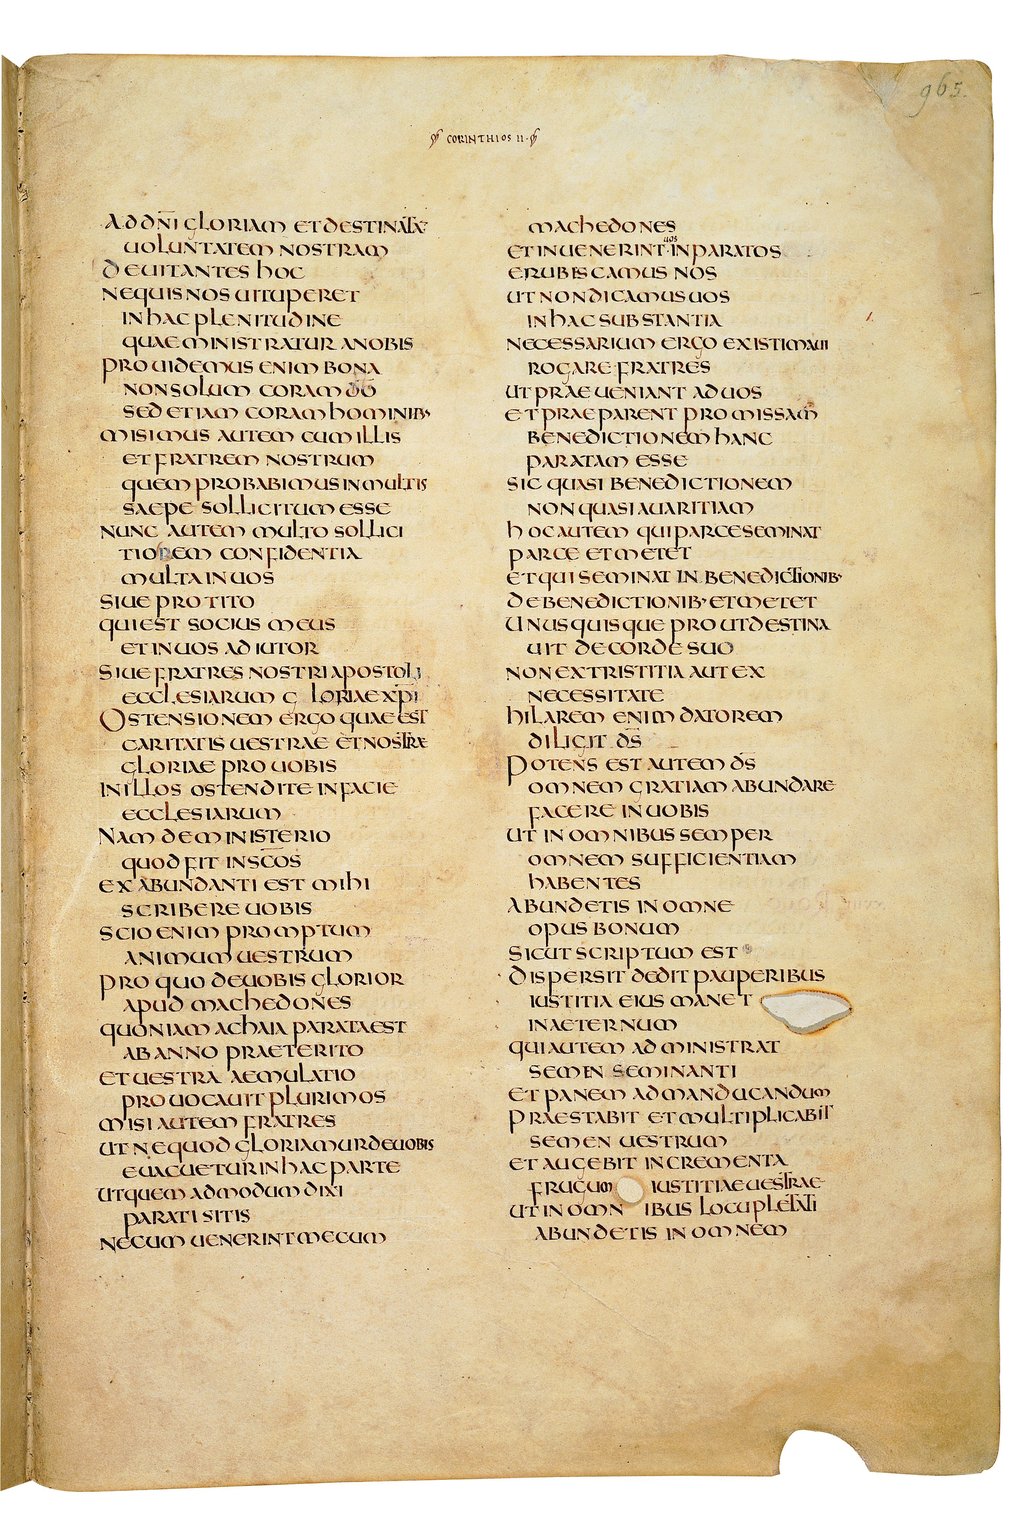 965.
CORINTHIOS II
AD DN̄I GLORIAM ET DESTINATA
UOLUNTATEM NOSTRAM
DEUITANTES HOC
NEQUIS NOS UITUPERET
IN HAC PLENITUDINE
QUAE MINISTRATUR A NOBIS
PROUIDEMUS ENIM BONA
NON SOLUM CORAM D̄Ō
SED ETIAM CORAM HOMINIB·
MISIMUS AUTEM CUM ILLIS
ET FRATREM NOSTRUM
QUEM PROBABIMUS IN MULTIS
SAEPE SOLLICITUM ESSE
NUNC AUTEM MULTO SOLLICI
TIOREM CONFIDENTIA
MULTA IN UOS
SIUE PRO TITO
QUI EST SOCIUS MEUS
ET IN UOS ADIUTOR
SIUE FRATRES NOSTRI APOSTOLI
ECCLESIARUM GLORIAE XP̄I
OSTENSIONEM ERGO QUAE EST
CARITATIS UESTRAE ET NOSTRAE
GLORIAE PRO UOBIS
IN ILLOS OSTENDITE IN FACIE
ECCLESIARUM
NAM DE MINISTERIO
QUOD FIT IN SC̄OS
EX ABUNDANTI EST MIHI
SCRIBERE UOBIS
SCIO ENIM PROMPTUM
ANIMUM UESTRUM
PRO QUO DE UOBIS GLORIOR
APUD MACHEDONES
QUONIAM ACHAIA PARATA EST
AB ANNO PRAETERITO
ET UESTRA AEMULATIO
PROUOCAUIT PLURIMOS
MISI AUTEM FRATRES
UT NE QUOD GLORIAMUR DE UOBIS
EUACUETUR IN HAC PARTE
UT QUEM AD MODUM DIXI
PARATI SITIS
NE CUM UENERINT MECUM
MACHEDONES
ET INUENERINT UOS INPARATOS
ERUBISCAMUS NOS
UT NON DICAMUS UOS
IN HAC SUBSTANTIA
NECESSARIUM ERGO EXISTIMAUI
ROGARE FRATRES
UT PRAEUENIANT AD UOS
ET PRAEPARENT PROMISSAM
BENEDICTIONEM HANC
PARATAM ESSE
SIC QUASI BENEDICTIONEM
NON QUASI AUARITIAM
HOC AUTEM QUI PARCE SEMINAT
PARCE ET METET
ET QUI SEMINAT IN BENEDICTIONIB·
DE BENEDICTIONIB· ET METET
UNUSQUISQUE PROUT DESTINA
UIT DE CORDE SUO
NON EX TRISTITIA AUT EX
NECESSITATE
HILAREM ENIM DATOREM
DILIGIT D̄S
POTENS EST AUTEM D̄S
OMNEM GRATIAM ABUNDARE
FACERE IN UOBIS
UT IN OMNIBUS SEMPER
OMNEM SUFFICIENTIAM
HABENTES
ABUNDETIS IN OMNE
OPUS BONUM
SICUT SCRIPTUM EST
DISPERSIT DEDIT PAUPERIBUS
IUSTITIA EIUS MANET
IN AETERNUM
QUI AUTEM ADMINISTRAT
SEMEN SEMINANTI
ET PANEM AD MANDUCANDUM
PRAESTABIT ET MULTIPLICABIT
SEMEN UESTRUM
ET AUGEBIT INCREMENTA
FRUGUM IUSTITIAE UESTRAE
UT IN OMNIBUS LOCUPLETATI
ABUNDETIS IN OMNEM